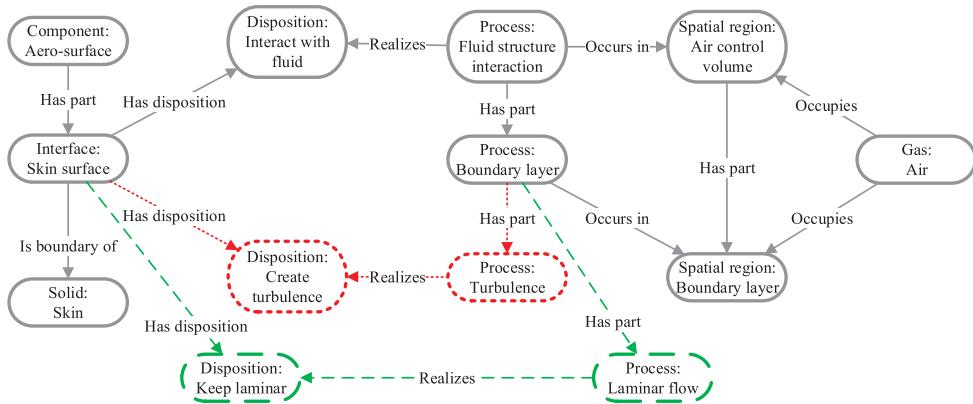 Component:
Aero-surface
Disposition:
Interact with
fluid
Realizes
Process:
Fluid structure
interaction
Occurs in
Spatial region:
Air control
volume
Has part
Has disposition
Has part
Occupies
Interface:
Skin surface
Process:
Boundary layer
Has part
Gas:
Air
Has disposition
Has part
Occurs in
Occupies
Is boundary of
Disposition:
Create
turbulence
Realizes
Process:
Turbulence
Spatial region:
Boundary layer
Solid:
Skin
Has disposition
Has part
Disposition:
Keep laminar
Realizes
Process:
Laminar flow